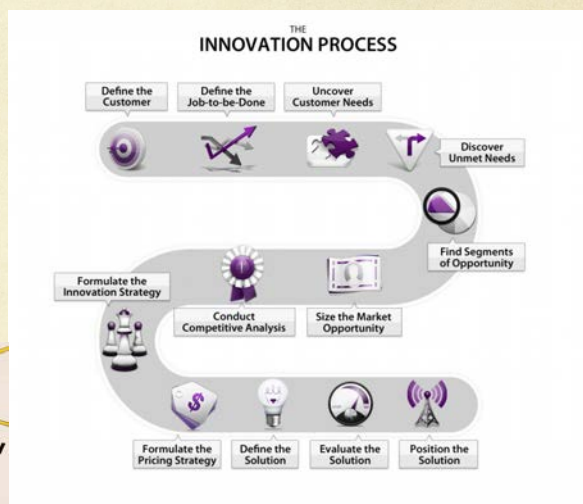 THE
INNOVATION PROCESS
Define the
Customer
Define the
Job-to-be-Done
Uncover
Customer Needs
Discover
Unmet Needs
Find Segments
of Opportunity
Size the Market
Opportunity
Conduct
Competitive Analysis
Formulate the
Innovation Strategy
Formulate the
Pricing Strategy
$
Define the
Solution
Evaluate the
Solution
Position the
Solution